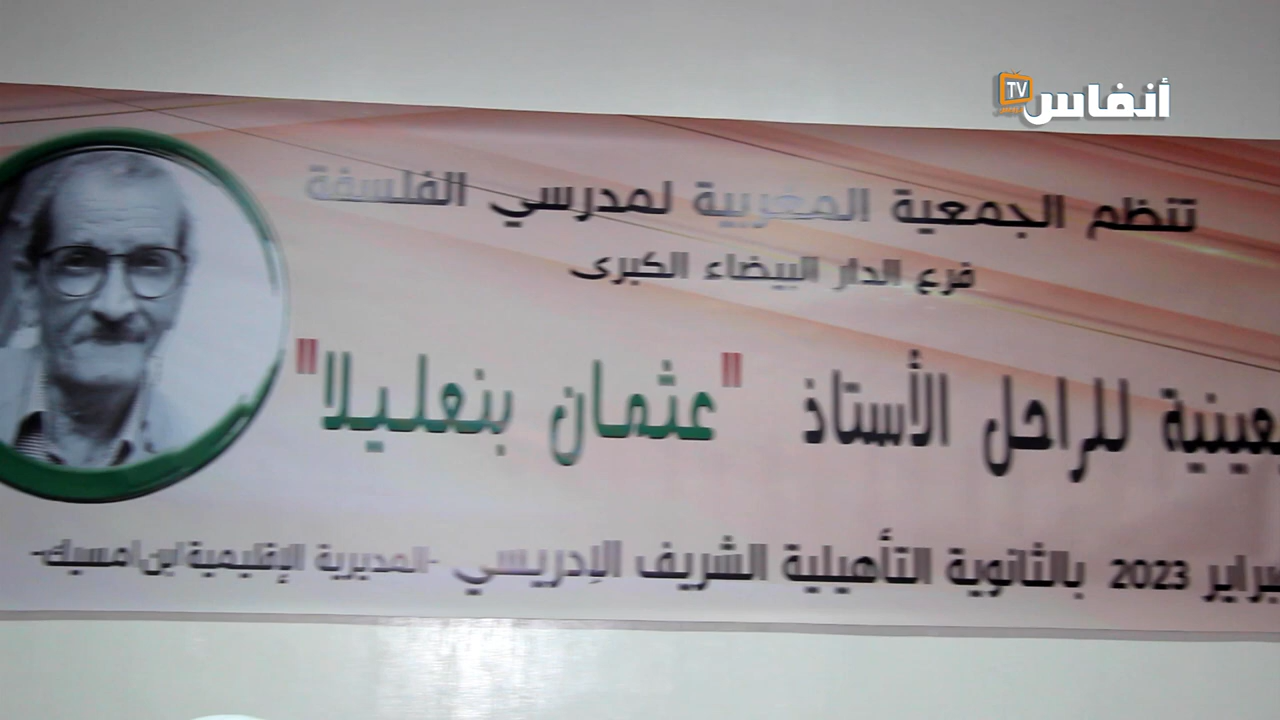 أنفاس TV
تنظم الجمعية المغربية لمدرسي الفلسفة
فرع الدار البيضاء الكبرى
للراحل الأستاذ "عثمان بنعليلا"
2023 بالثانوية التأهيلية الشريف الإدريسي -المديرية الإقليمية ابن امسيك-